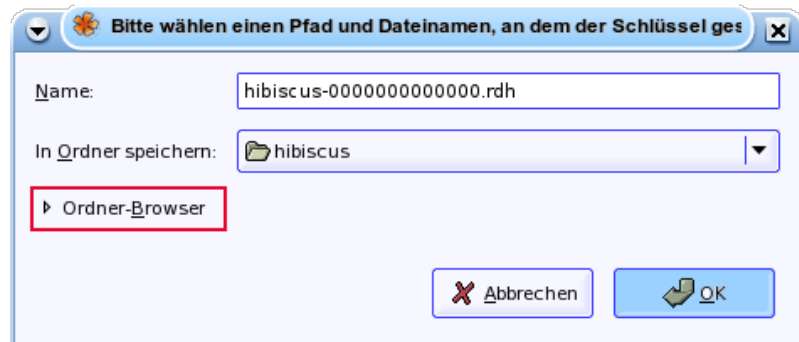 Bitte wählen einen Pfad und Dateinamen, an dem der Schlüssel ges
Name:
hibiscus-0000000000000.rdh
In Ordner speichern:
hibiscus
Ordner-Browser
Abbrechen
OK